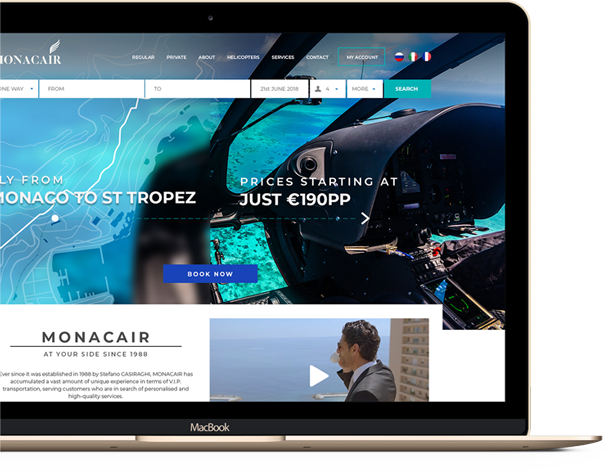 MONACAIR
REGULAR PRIVATE ABOUT HELICOPTERS SERVICES CONTACT MY ACCOUNT
ONE WAY FROM TO 21st JUNE 2018 4 MORE SEARCH
LY FROM
MONACO TO ST TROPEZ
PRICES STARTING AT
JUST €190PP
BOOK NOW
MONACAIR
AT YOUR SIDE SINCE 1988
Ever since it was established in 1988 by Stefano CASIRAGHI, MONACAIR has
accumulated a vast amount of unique experience in terms of V.I.P.
transportation, serving customers who are in search of personalised and
high-quality services.
MacBook